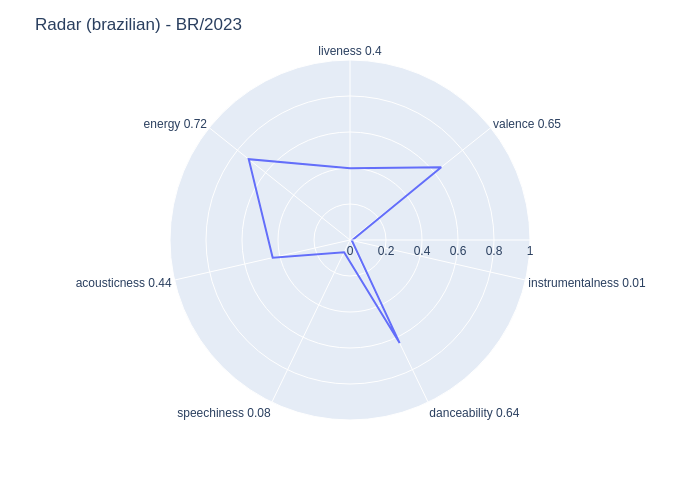 Radar (brazilian) - BR/2023
liveness 0.4
energy 0.72
valence 0.65
0 0.2 0.4 0.6 0.8 1
acousticness 0.44
instrumentalness 0.01
speechiness 0.08
danceability 0.64